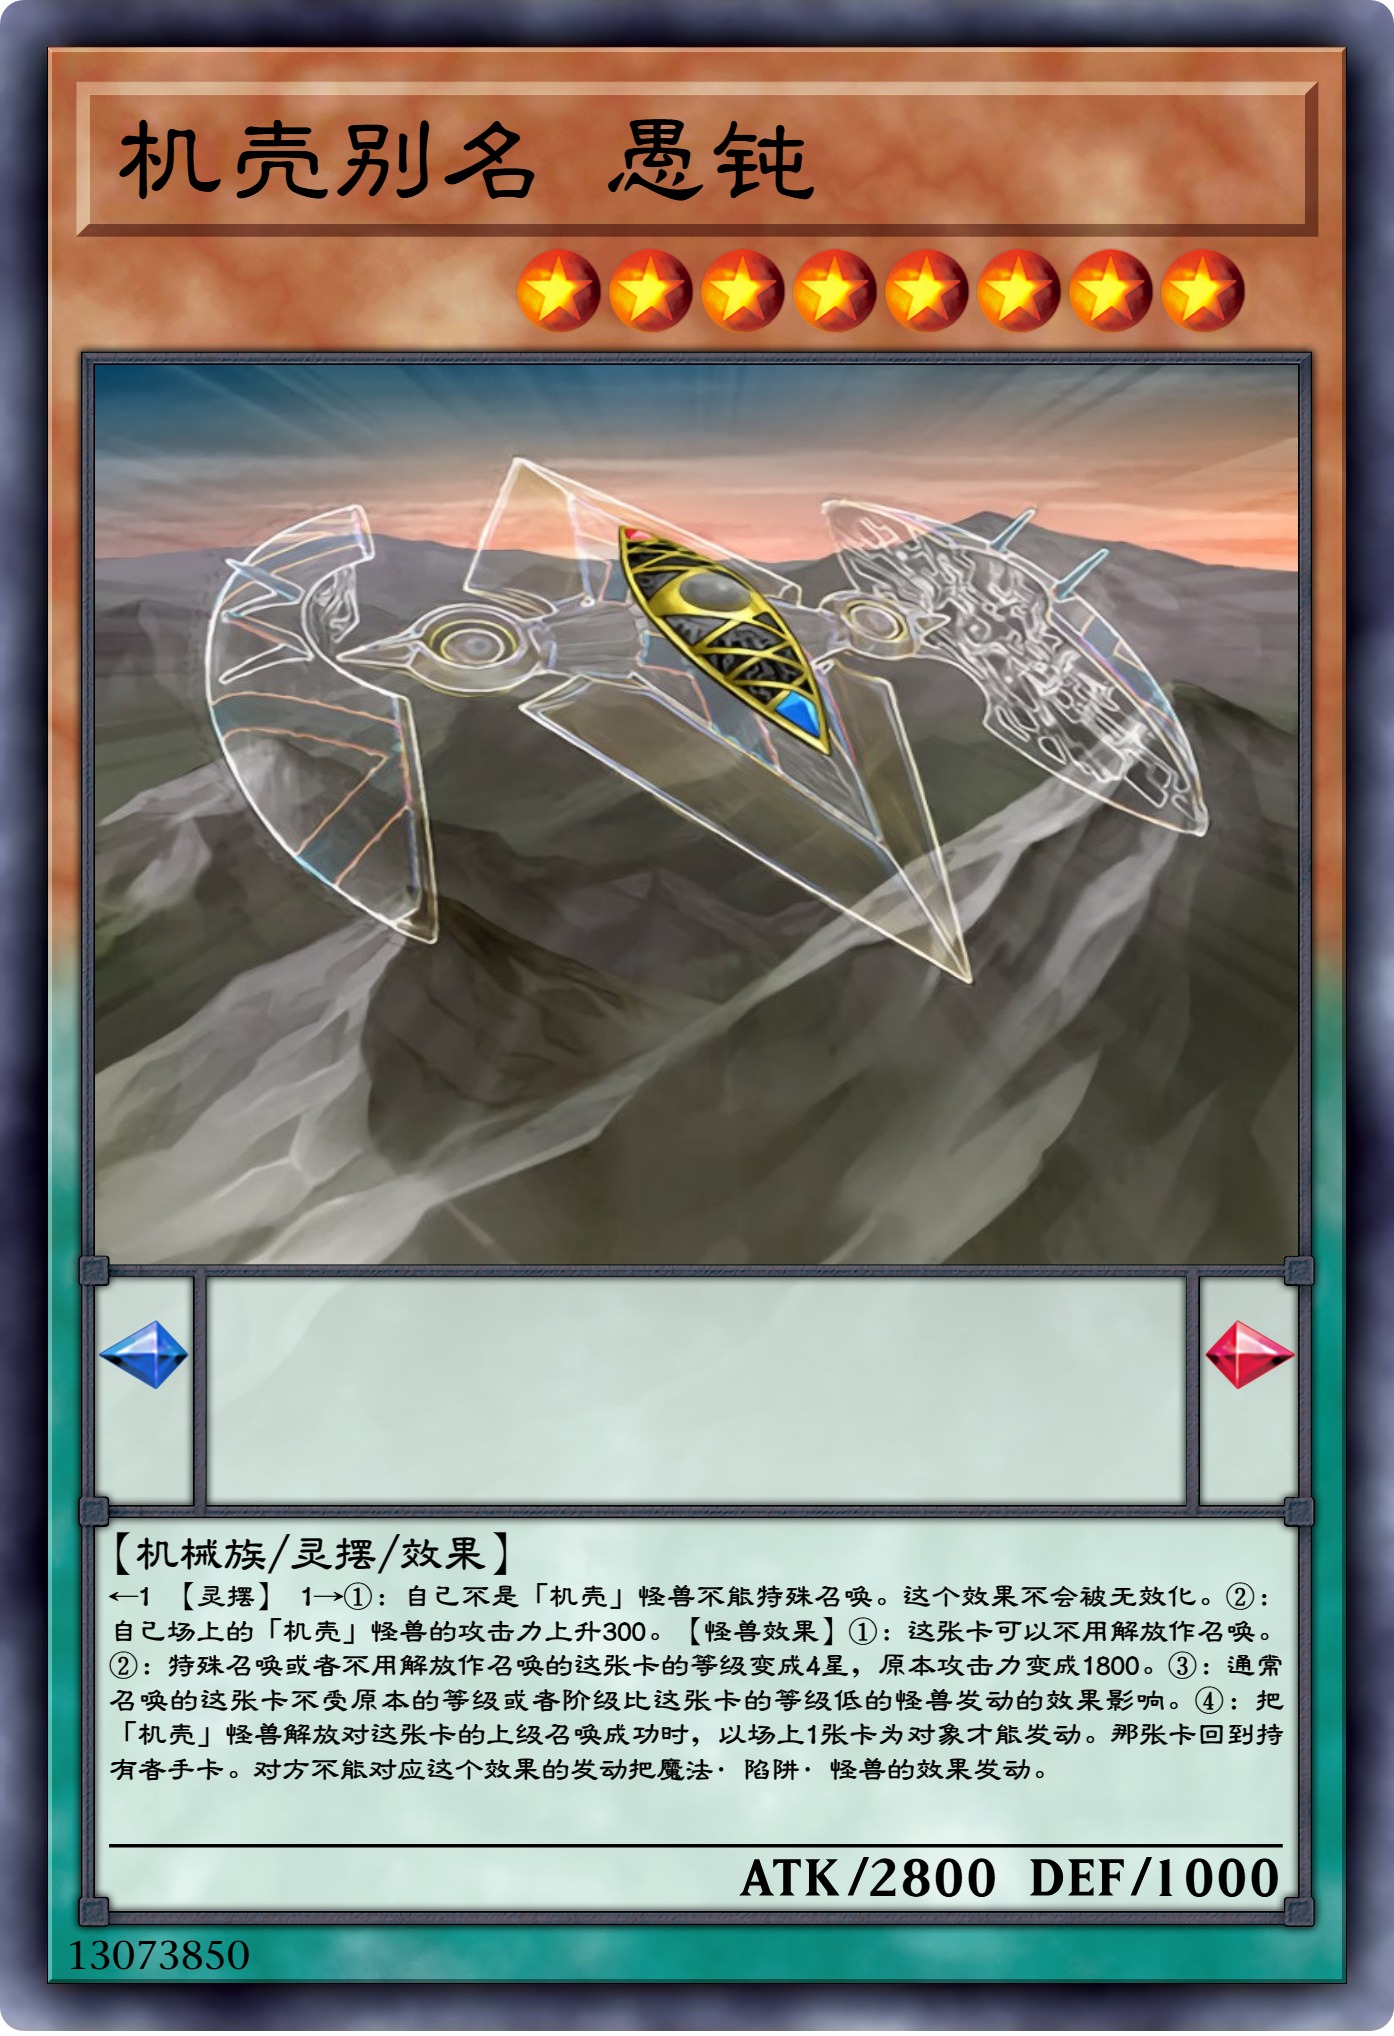 机壳别名 愚钝
【机械族/灵摆/效果】
←1 【灵摆】 1→①：自己不是「机壳」怪兽不能特殊召唤。这个效果不会被无效化。②：
自己场上的「机壳」怪兽的攻击力上升300。【怪兽效果】①：这张卡可以不用解放作召唤。
②：特殊召唤或者不用解放作召唤的这张卡的等级变成4星，原本攻击力变成1800。③：通常
召唤的这张卡不受原本的等级或者阶级比这张卡的等级低的怪兽发动的效果影响。④：把
「机壳」怪兽解放对这张卡的上级召唤成功时，以场上1张卡为对象才能发动。那张卡回到持
有者手卡。对方不能对应这个效果的发动把魔法·陷阱·怪兽的效果发动。
ATK/2800 DEF/1000
13073850